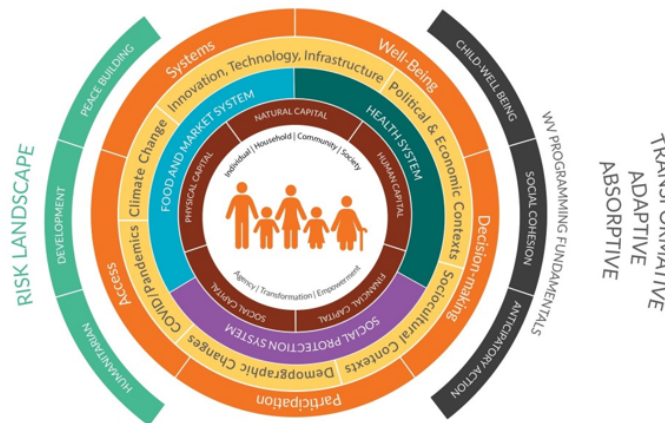 RISK LANDSCAPE
PEACE BUILDING
DEVELOPMENT
HUMANITARIAN
Systems
Well-Being
Decision-making
Participation
Access
Innovation, Technology, Infrastructure
Political & Economic Contexts
Sociocultural Contexts
Demographic Changes
COVID/Pandemics
Climate Change
FOOD AND MARKET SYSTEM
HEALTH SYSTEM
SOCIAL PROTECTION SYSTEM
NATURAL CAPITAL
HUMAN CAPITAL
FINANCIAL CAPITAL
SOCIAL CAPITAL
PHYSICAL CAPITAL
Individual | Household | Community | Society
Agency | Transformation | Empowerment
CHILD-WELL BEING
SOCIAL COHESION
ANTICIPATORY ACTION
WV PROGRAMMING FUNDAMENTALS
TRANSFORMATIVE
ADAPTIVE
ABSORPTIVE